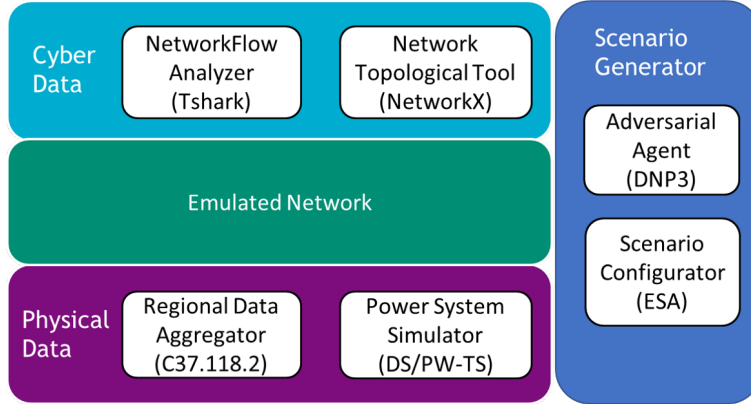 Cyber
Data
NetworkFlow
Analyzer
(Tshark)
Network
Topological Tool
(NetworkX)
Emulated Network
Physical
Data
Regional Data
Aggregator
(C37.118.2)
Power System
Simulator
(DS/PW-TS)
Scenario
Generator
Adversarial
Agent
(DNP3)
Scenario
Configurator
(ESA)